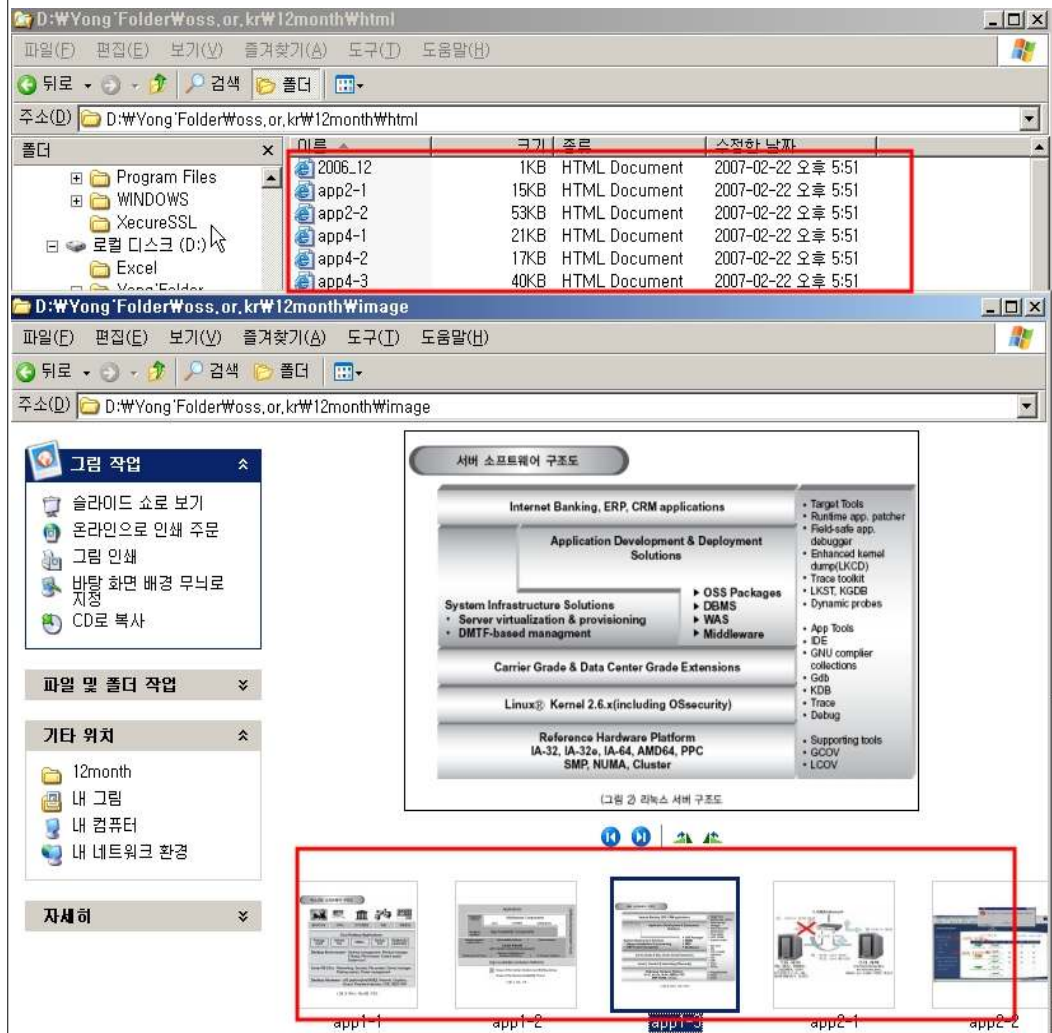 D:₩Yong'Folder₩oss.or.kr₩12month₩html
파일(F) 편집(E) 보기(V) 즐겨찾기(A) 도구(T) 도움말(H)
뒤로 검색 폴더
주소(D) D:₩Yong'Folder₩oss.or.kr₩12month₩html
폴더 x 이름 크기 종류 수정한 날짜
Program Files
WINDOWS
XecureSSL
로컬 디스크 (D:)
Excel
Yong'Folder
2006_12 1KB HTML Document 2007-02-22 오후 5:51
app2-1 15KB HTML Document 2007-02-22 오후 5:51
app2-2 53KB HTML Document 2007-02-22 오후 5:51
app4-1 21KB HTML Document 2007-02-22 오후 5:51
app4-2 17KB HTML Document 2007-02-22 오후 5:51
app4-3 40KB HTML Document 2007-02-22 오후 5:51
D:₩Yong'Folder₩oss.or.kr₩12month₩image
파일(F) 편집(E) 보기(V) 즐겨찾기(A) 도구(T) 도움말(H)
뒤로 검색 폴더
주소(D) D:₩Yong'Folder₩oss.or.kr₩12month₩image
그림 작업
슬라이드 쇼로 보기
온라인으로 인쇄 주문
그림 인쇄
바탕 화면 배경 무늬로
지정
CD로 복사
파일 및 폴더 작업
기타 위치
12month
내 그림
내 컴퓨터
내 네트워크 환경
자세히
서버 소프트웨어 구조도
Internet Banking, ERP, CRM applications
Application Development & Deployment
Solutions
System Infrastructure Solutions
• Server virtualization & provisioning
• DMTF-based managment
▶ OSS Packages
▶ DBMS
▶ WAS
▶ Middleware
Carrier Grade & Data Center Grade Extensions
Linux® Kernel 2.6.x(including OSsecurity)
Reference Hardware Platform
IA-32, IA-32e, IA-64, AMD64, PPC
SMP, NUMA, Cluster
• Target Tools
• Runtime app. patcher
• Field-safe app.
debugger
• Enhanced kernel
dump(LKCD)
• Trace toolkit
• LKST, KGDB
• Dynamic probes
• App Tools
• IDE
• GNU complier
collections
• Gdb
• KDB
• Trace
• Debug
• Supporting tools
• GCOV
• LCOV
(그림 2) 리눅스 서버 구조도
app1-1 app1-2 app1-3 app2-1 app2-2